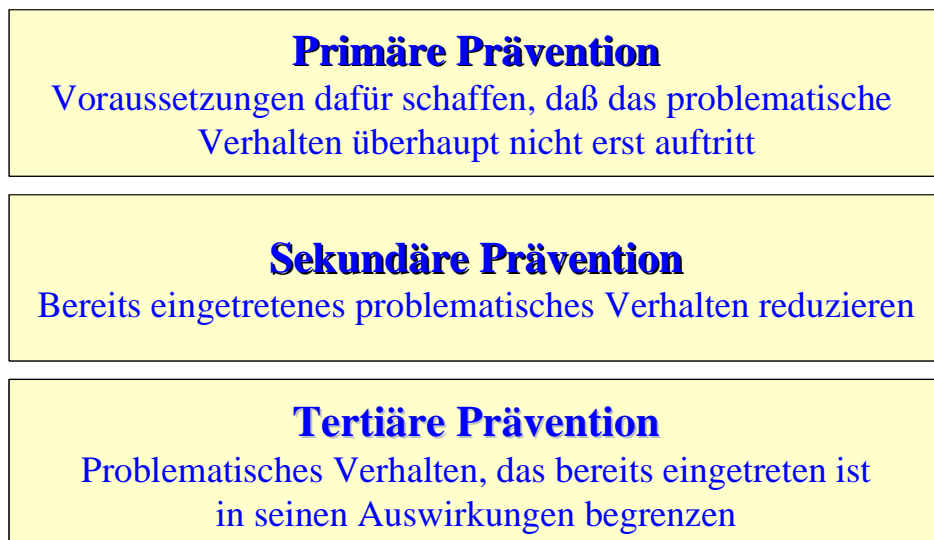 Primäre Prävention
Voraussetzungen dafür schaffen, daß das problematische
Verhalten überhaupt nicht erst auftritt
Sekundäre Prävention
Bereits eingetretenes problematisches Verhalten reduzieren
Tertiäre Prävention
Problematisches Verhalten, das bereits eingetreten ist
in seinen Auswirkungen begrenzen